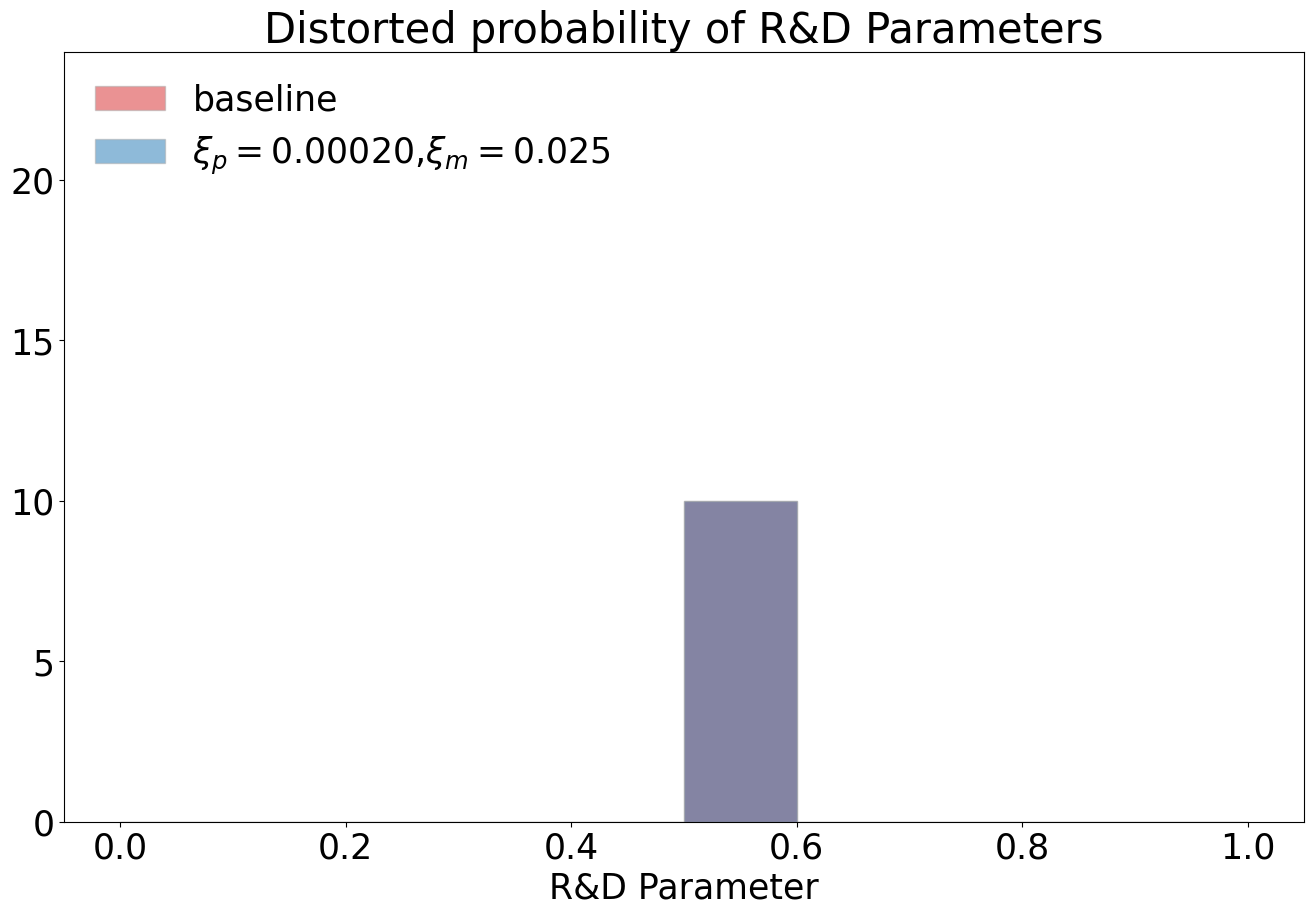 Distorted probability of R&D Parameters
baseline
ξp = 0.00020,ξm = 0.025
20
15
10
5
0
0.0 0.2 0.4 0.6 0.8 1.0
R&D Parameter